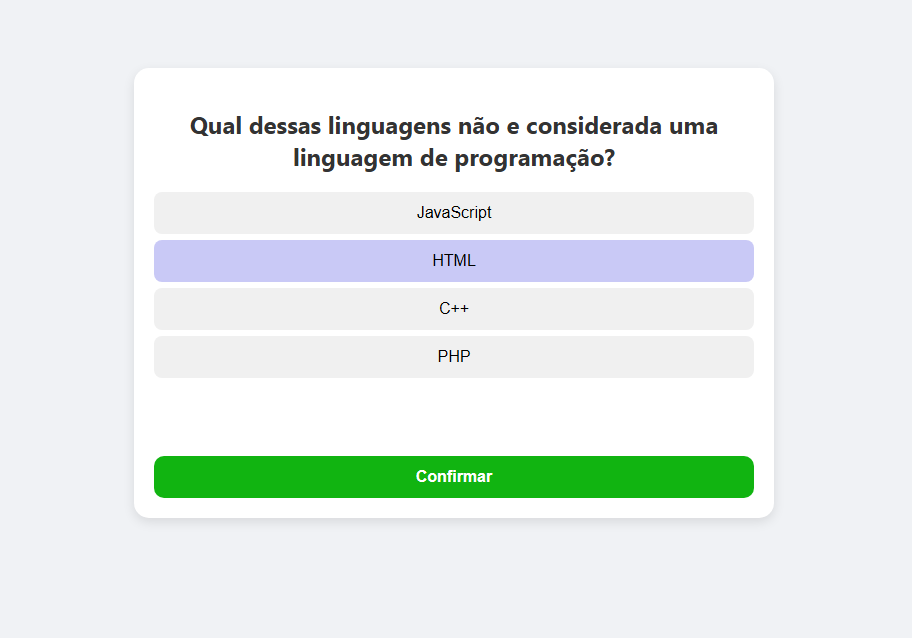 Qual dessas linguagens não e considerada uma
linguagem de programação?
JavaScript
HTML
C++
PHP
Confirmar